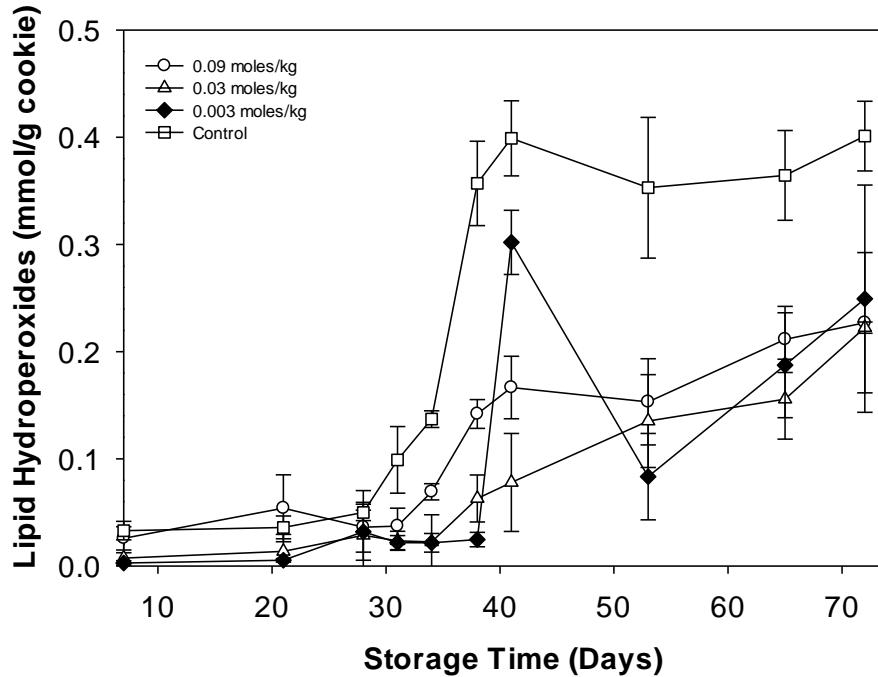 Lipid Hydroperoxides (mmol/g cookie)
0.5
0.4
0.3
0.2
0.1
0.0
0.09 moles/kg
0.03 moles/kg
0.003 moles/kg
Control
10 20 30 40 50 60 70
Storage Time (Days)